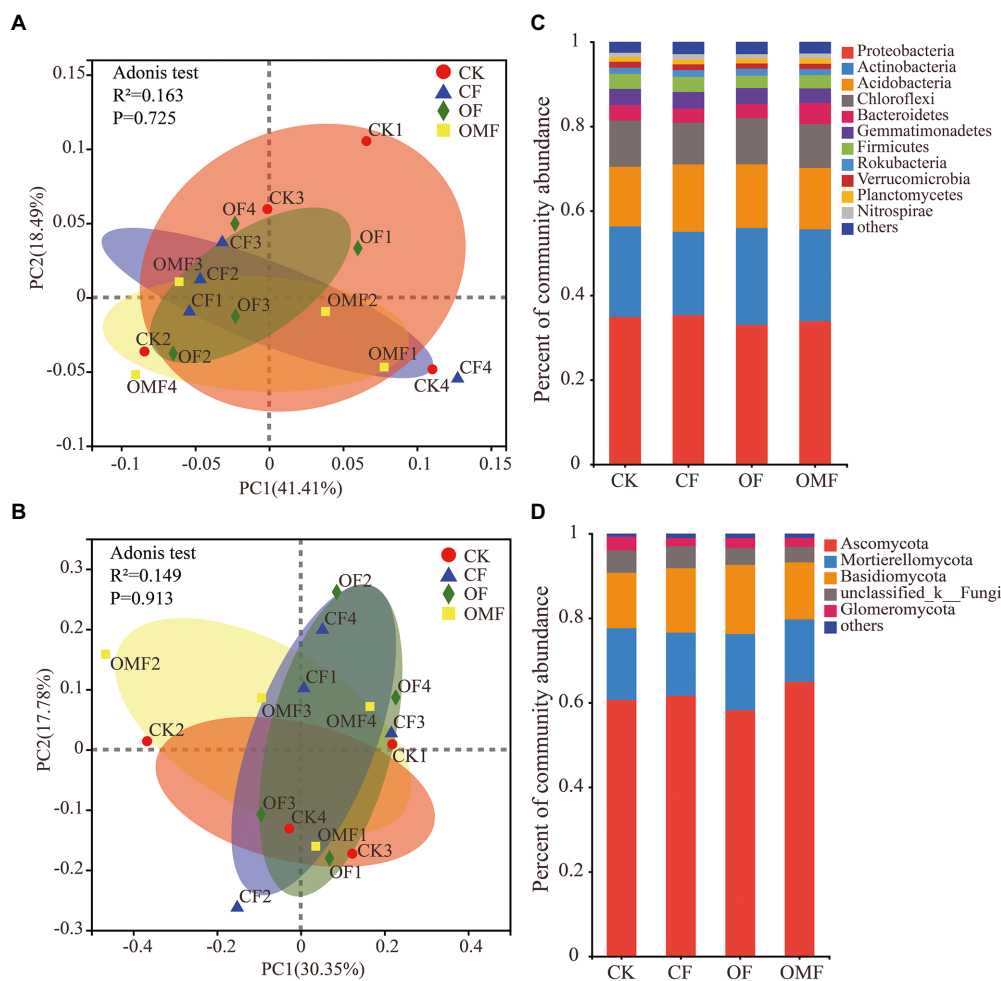 A
Adonis test
R²=0.163
P=0.725
CK
CF
OF
OMF
0.15
0.1
0.05
0
-0.05
-0.1
PC2(18.49%)
CK1
CK3
OF4
OF1
CF3
OMF3
CF2
CF1
OF3
OMF2
CK2
OF2
OMF1
CF4
OMF4
CK4
-0.1
-0.05
0
0.05
0.1
0.15
PC1(41.41%)
C
Percent of community abundance
1
0.8
0.6
0.4
0.2
0
CK
CF
OF
OMF
Proteobacteria
Actinobacteria
Acidobacteria
Chloroflexi
Bacteroidetes
Gemmatimonadetes
Firmicutes
Rokubacteria
Verrucomicrobia
Planctomycetes
Nitrospirae
others
B
Adonis test
R²=0.149
P=0.913
CK
CF
OF
OMF
0.3
0.2
0.1
0
-0.1
-0.2
-0.3
PC2(17.78%)
OF2
CF4
OMF2
CF1
OF4
OMF3
OMF4
CF3
CK2
CK1
OF3
CK4
OMF1
CK3
OF1
CF2
-0.4
-0.2
0
0.2
0.4
PC1(30.35%)
D
Percent of community abundance
1
0.8
0.6
0.4
0.2
0
CK
CF
OF
OMF
Ascomycota
Mortierellomycota
Basidiomycota
unclassified_k__Fungi
Glomeromycota
others